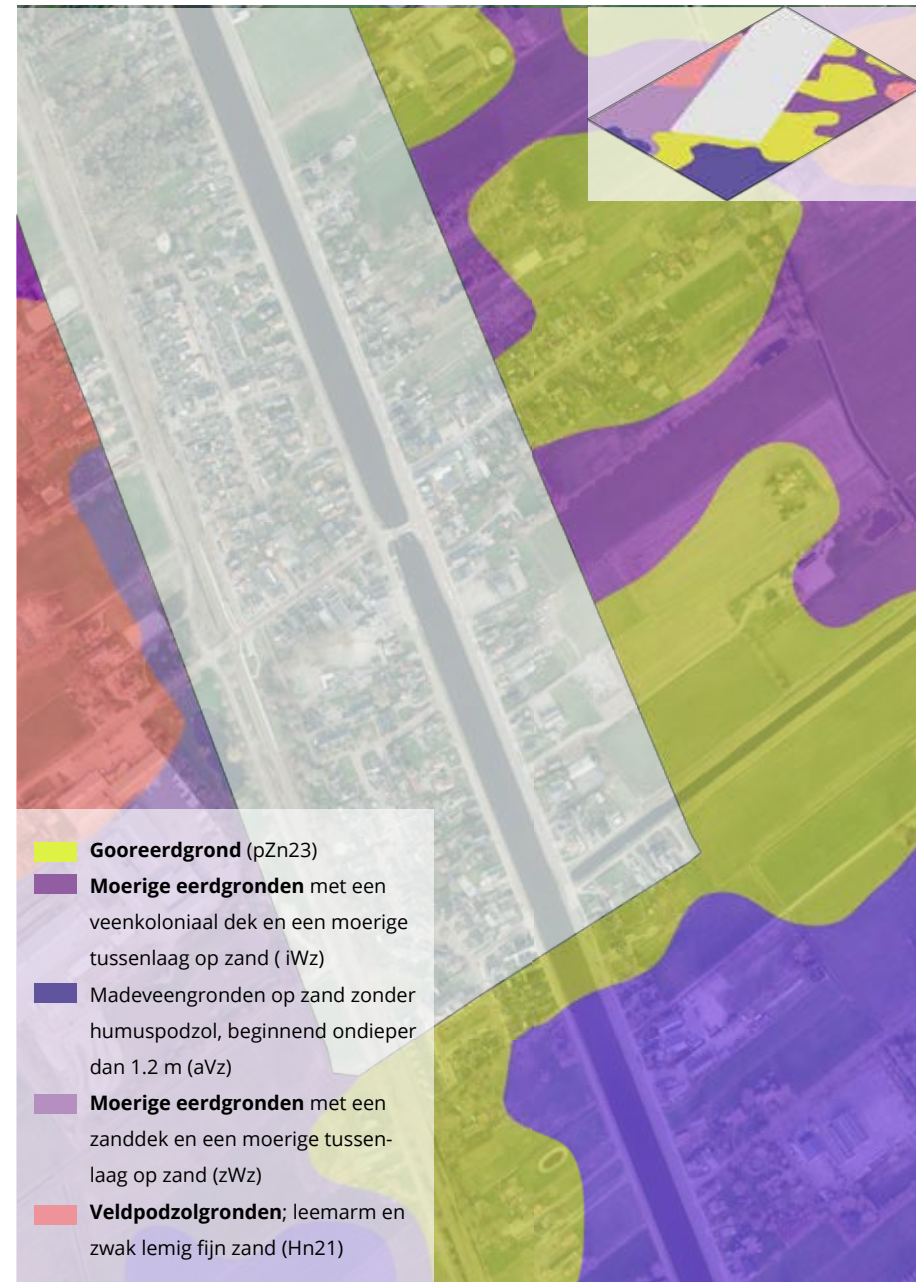 Gooreerdgrond (pZn23)
Moerige eerdgronden met een
veenkoloniaal dek en een moerige
tussenlaag op zand ( iWz)
Madeveengronden op zand zonder
humuspodzol, beginnend ondieper
dan 1.2 m (aVz)
Moerige eerdgronden met een
zanddek en een moerige tussen-
laag op zand (zWz)
Veldpodzolgronden; leemarm en
zwak lemig fijn zand (Hn21)